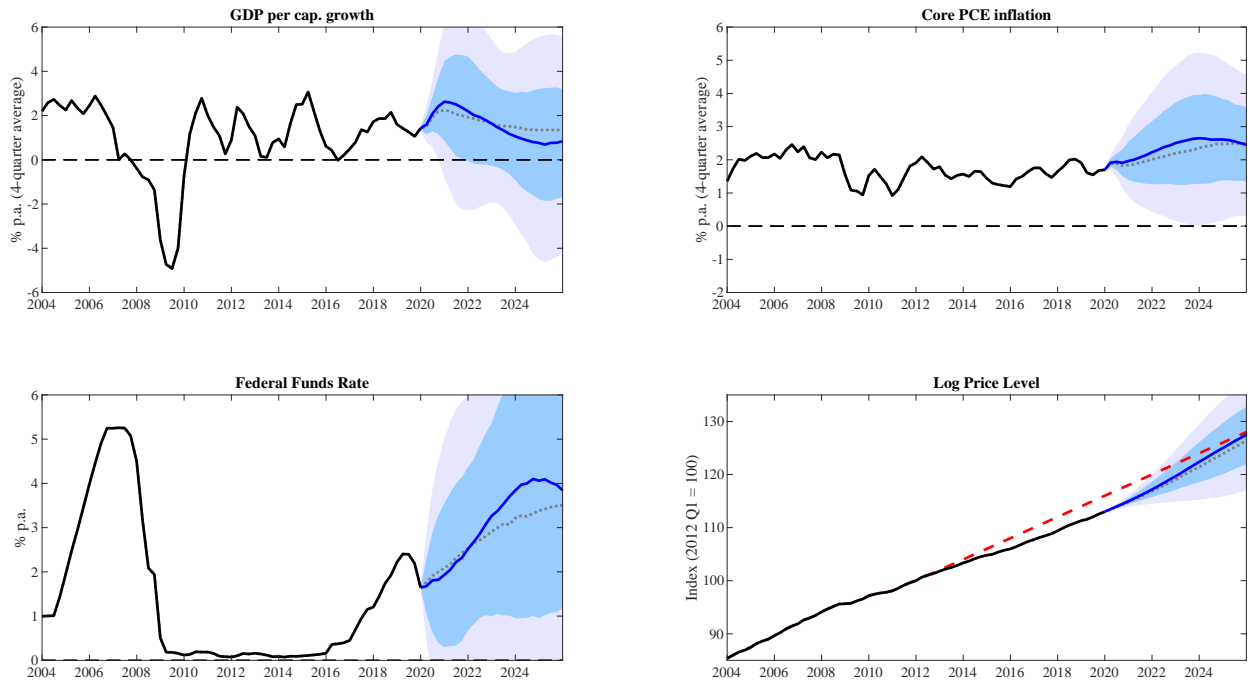 GDP per cap. growth
% p.a. (4-quarter average)
6
4
2
0
-2
-4
-6
2004 2006 2008 2010 2012 2014 2016 2018 2020 2022 2024
Core PCE inflation
% p.a. (4-quarter average)
6
5
4
3
2
1
0
-1
-2
2004 2006 2008 2010 2012 2014 2016 2018 2020 2022 2024
Federal Funds Rate
% p.a.
6
5
4
3
2
1
0
2004 2006 2008 2010 2012 2014 2016 2018 2020 2022 2024
Log Price Level
Index (2012 Q1 = 100)
130
120
110
100
90
2004 2006 2008 2010 2012 2014 2016 2018 2020 2022 2024